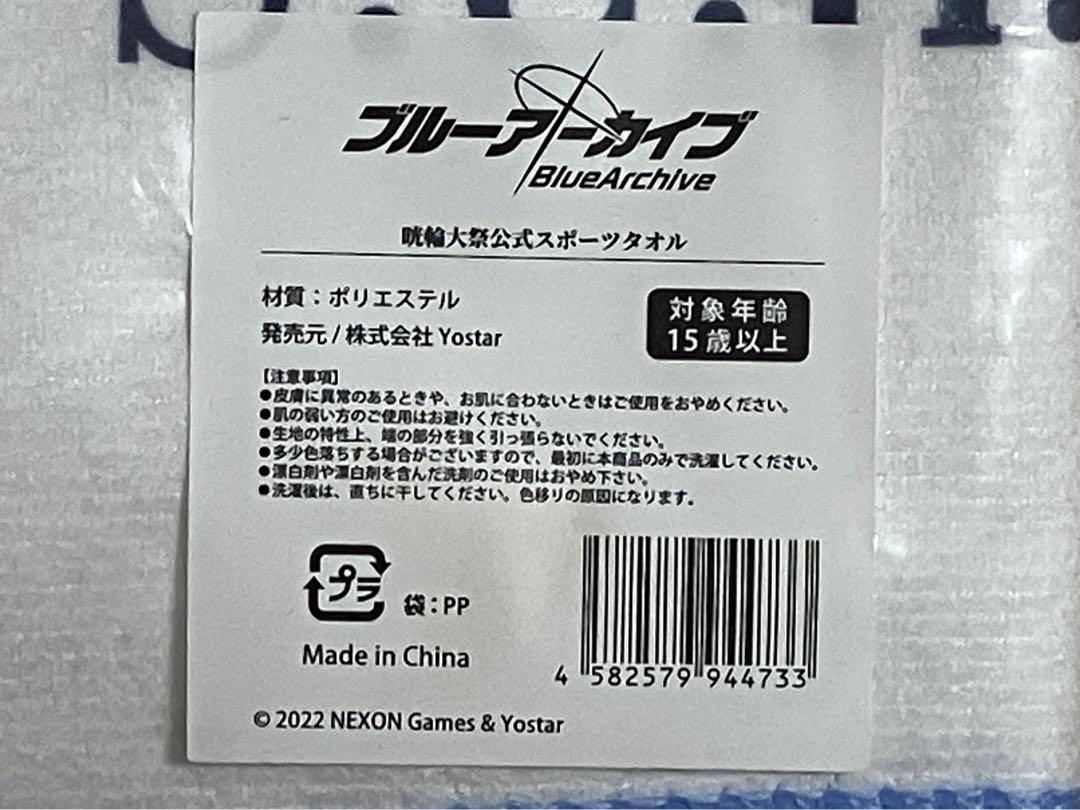 ブルーアーカイブ
BlueArchive
晄輪大祭公式スポーツタオル
材質：ポリエステル
発売元/株式会社Yostar
対象年齢
15歳以上
【注意事項】
●皮膚に異常のあるときや、お肌に合わないときはご使用をおやめください。
●肌の弱い方のご使用はお避けください。
●生地の特性上、端の部分を強く引っ張らないでください。
●多少色落ちする場合がございますので、最初に本商品のみで洗濯してください。
●漂白剤や漂白剤を含んだ洗剤のご使用はおやめ下さい。
●洗濯後は、直ちに干してください。色移りの原因になります。
プラ
袋：PP
Made in China
4 582579 944733
© 2022 NEXON Games & Yostar